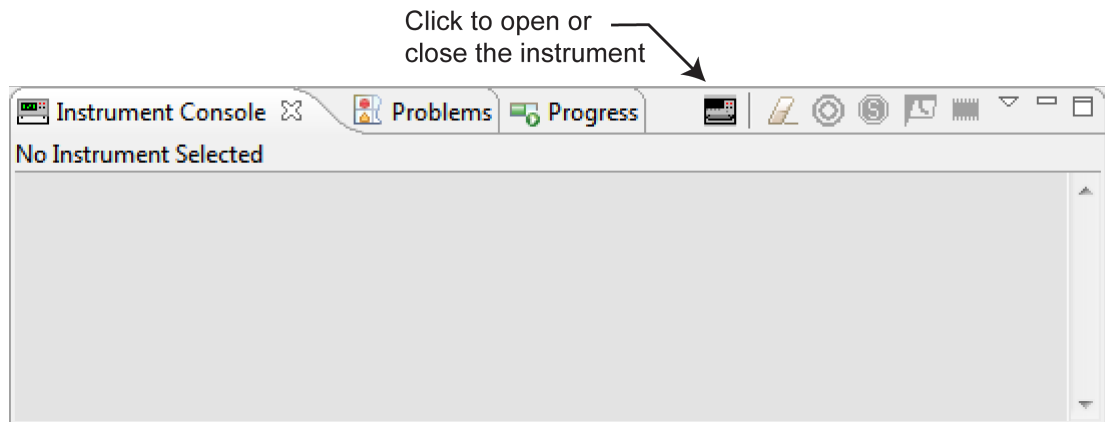 Click to open or
close the instrument
Instrument Console Problems Progress
No Instrument Selected